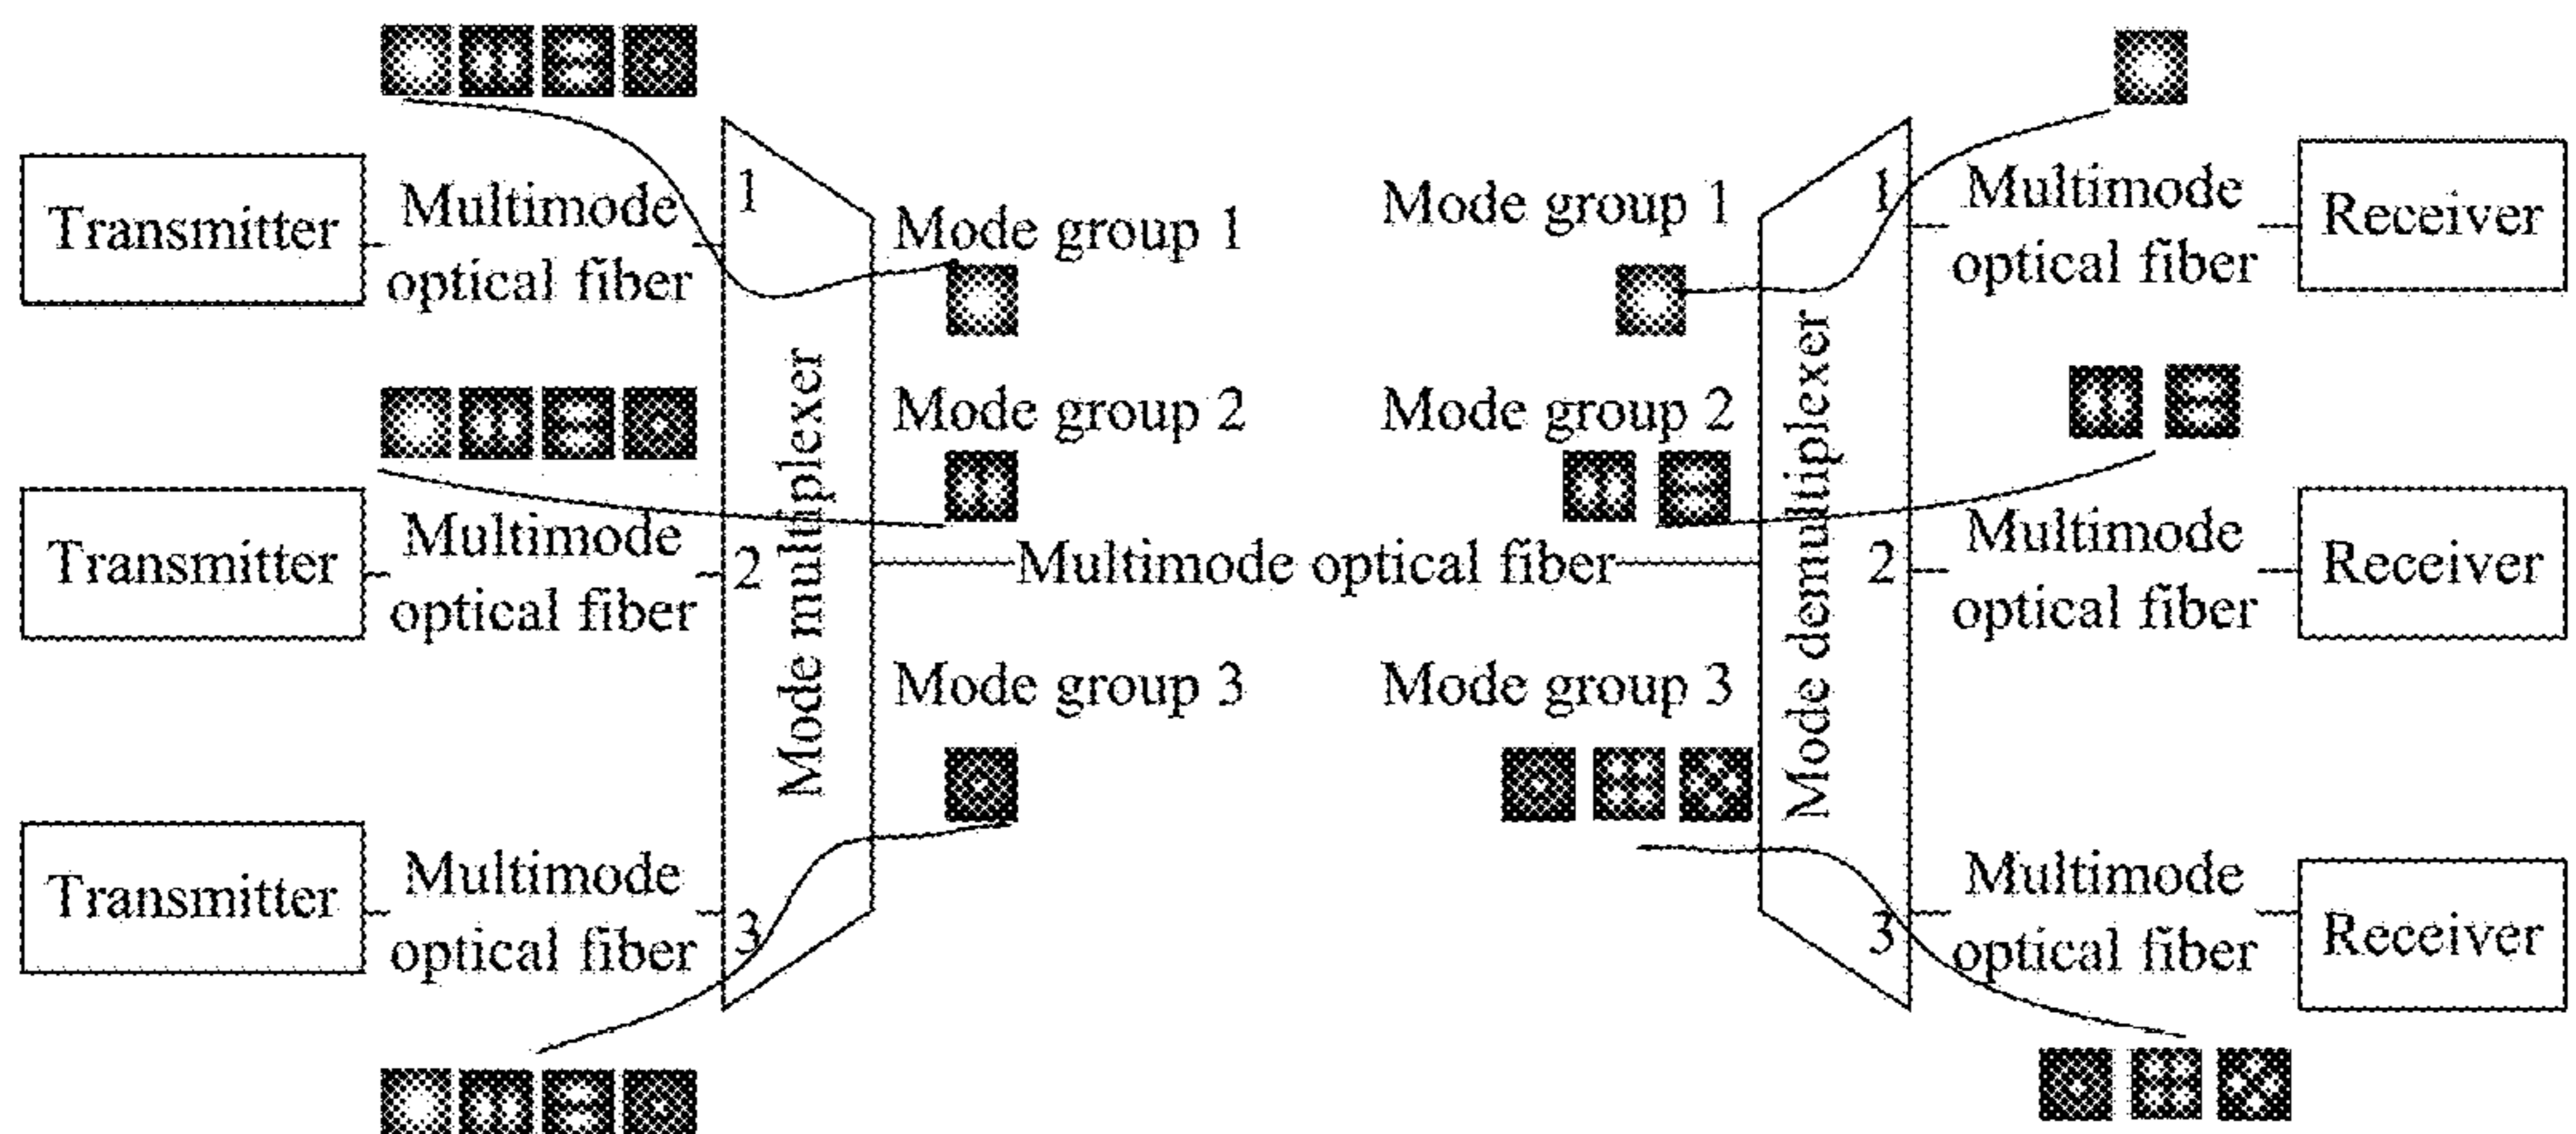 1
Transmitter
Multimode
optical fiber
Mode group 1
Mode group 1
1
Multimode
optical fiber
Receiver
Mode multiplexer
Mode group 2
Mode group 2
Mode demultiplexer
Transmitter
Multimode
optical fiber
2
Multimode optical fiber
2
Multimode
optical fiber
Receiver
Mode group 3
Mode group 3
Transmitter
Multimode
optical fiber
3
3
Multimode
optical fiber
Receiver